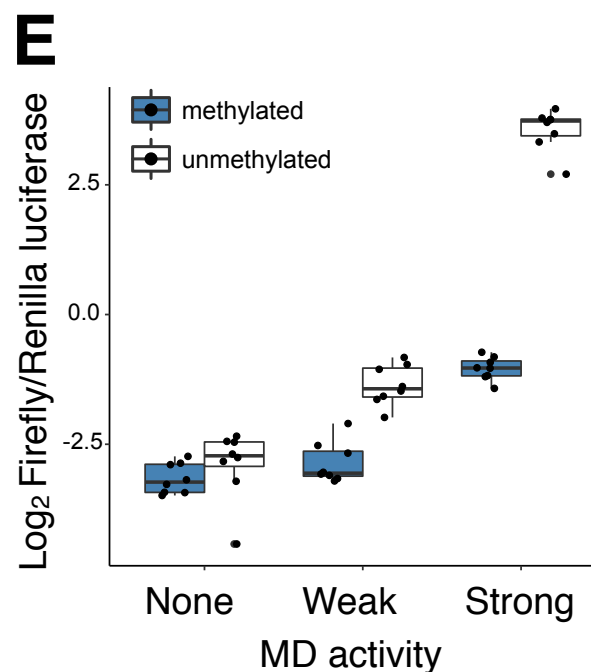 E
methylated
unmethylated
Log2 Firefly/Renilla luciferase
2.5
0.0
-2.5
None Weak Strong
MD activity